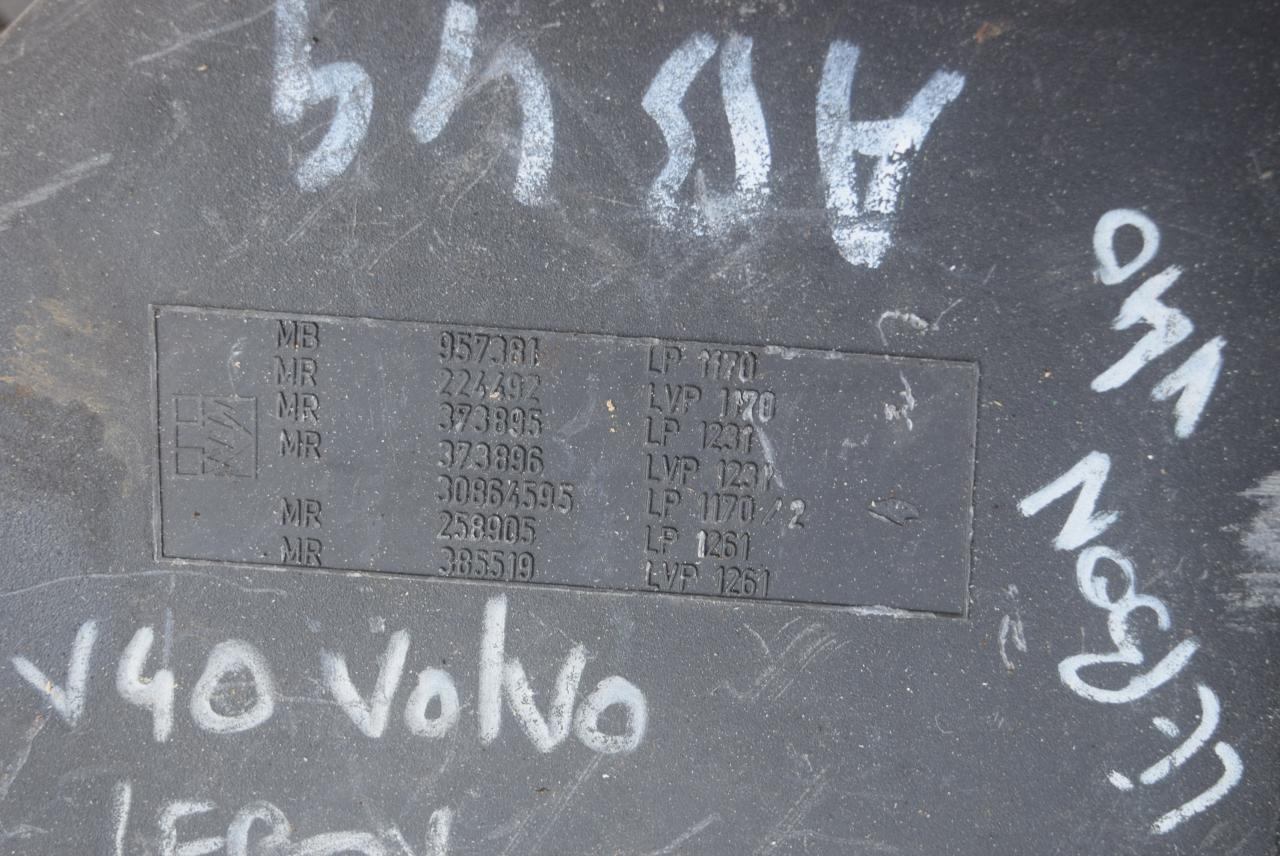 MB 957381 LP 1170
MR 224492 LVP 1170
MR 373895 LP 1231
MR 373896 LVP 1231
30864595 LP 1170/2
MR 258905 LP 1261
MR 385519 LVP 1261
V40 VolVo
V40